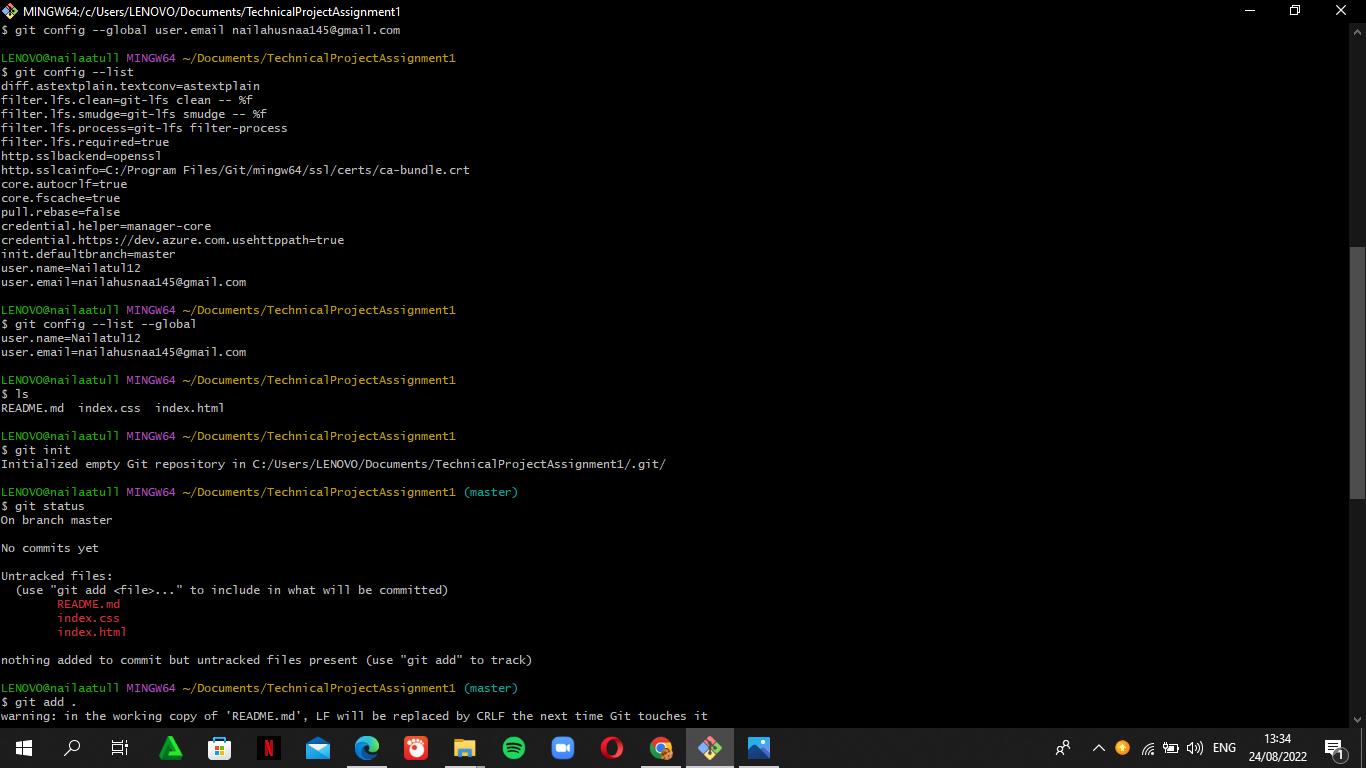 MINGW64:/c/Users/LENOVO/Documents/TechnicalProjectAssignment1
$ git config --global user.email nailahusnaa145@gmail.com
LENOVO@nailaatull MINGW64 ~/Documents/TechnicalProjectAssignment1
$ git config --list
diff.astextplain.textconv=astextplain
filter.lfs.clean=git-lfs clean -- %f
filter.lfs.smudge=git-lfs smudge -- %f
filter.lfs.process=git-lfs filter-process
filter.lfs.required=true
http.sslbackend=openssl
http.sslcainfo=C:/Program Files/Git/mingw64/ssl/certs/ca-bundle.crt
core.autocrlf=true
core.fscache=true
pull.rebase=false
credential.helper=manager-core
credential.https://dev.azure.com.usehttppath=true
init.defaultbranch=master
user.name=Nailatul12
user.email=nailahusnaa145@gmail.com
LENOVO@nailaatull MINGW64 ~/Documents/TechnicalProjectAssignment1
$ git config --list --global
user.name=Nailatul12
user.email=nailahusnaa145@gmail.com
LENOVO@nailaatull MINGW64 ~/Documents/TechnicalProjectAssignment1
$ ls
README.md  index.css  index.html
LENOVO@nailaatull MINGW64 ~/Documents/TechnicalProjectAssignment1
$ git init
Initialized empty Git repository in C:/Users/LENOVO/Documents/TechnicalProjectAssignment1/.git/
LENOVO@nailaatull MINGW64 ~/Documents/TechnicalProjectAssignment1 (master)
$ git status
On branch master
No commits yet
Untracked files:
  (use "git add <file>..." to include in what will be committed)
        README.md
        index.css
        index.html
nothing added to commit but untracked files present (use "git add" to track)
LENOVO@nailaatull MINGW64 ~/Documents/TechnicalProjectAssignment1 (master)
$ git add .
warning: in the working copy of 'README.md', LF will be replaced by CRLF the next time Git touches it
ENG
13:34
24/08/2022
1